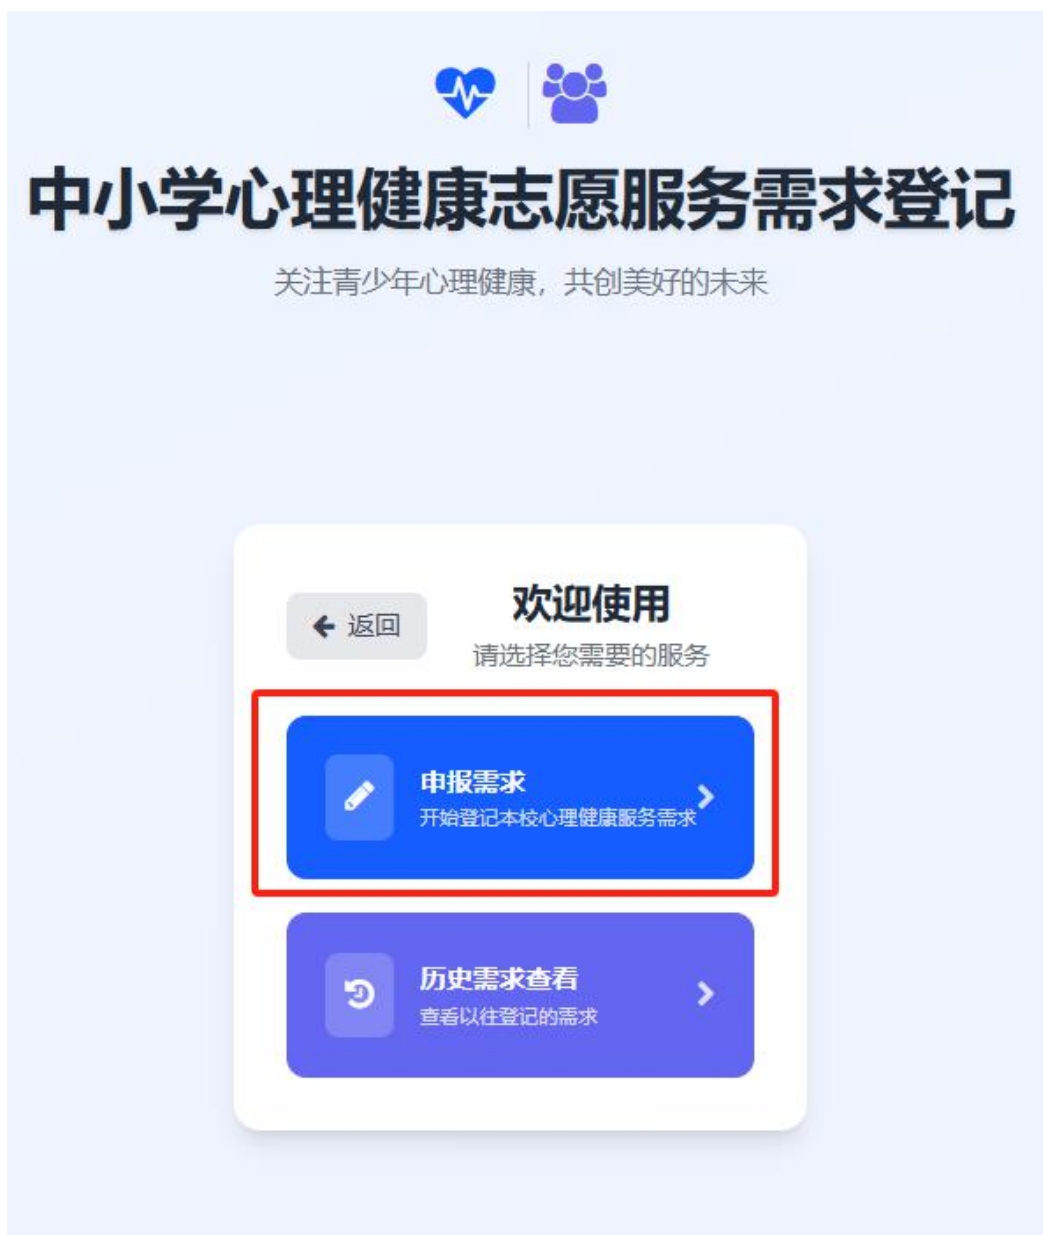 中小学心理健康志愿服务需求登记
关注青少年心理健康，共创美好的未来
返回
欢迎使用
请选择您需要的服务
申报需求
开始登记本校心理健康服务需求
历史需求查看
查看以往登记的需求